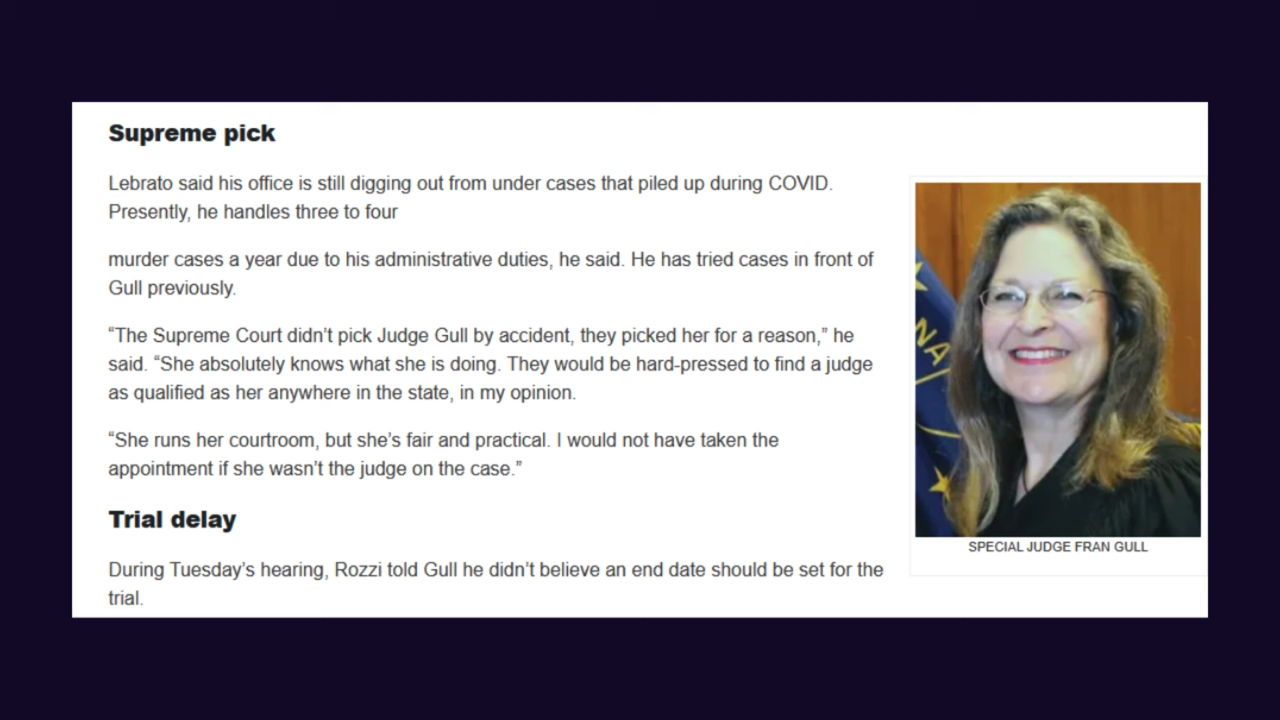 Supreme pick
Lebrato said his office is still digging out from under cases that piled up during COVID.
Presently, he handles three to four
murder cases a year due to his administrative duties, he said. He has tried cases in front of
Gull previously.
“The Supreme Court didn’t pick Judge Gull by accident, they picked her for a reason,” he
said. “She absolutely knows what she is doing. They would be hard-pressed to find a judge
as qualified as her anywhere in the state, in my opinion.
“She runs her courtroom, but she’s fair and practical. I would not have taken the
appointment if she wasn’t the judge on the case.”
NA
SPECIAL JUDGE FRAN GULL
Trial delay
During Tuesday’s hearing, Rozzi told Gull he didn’t believe an end date should be set for the
trial.